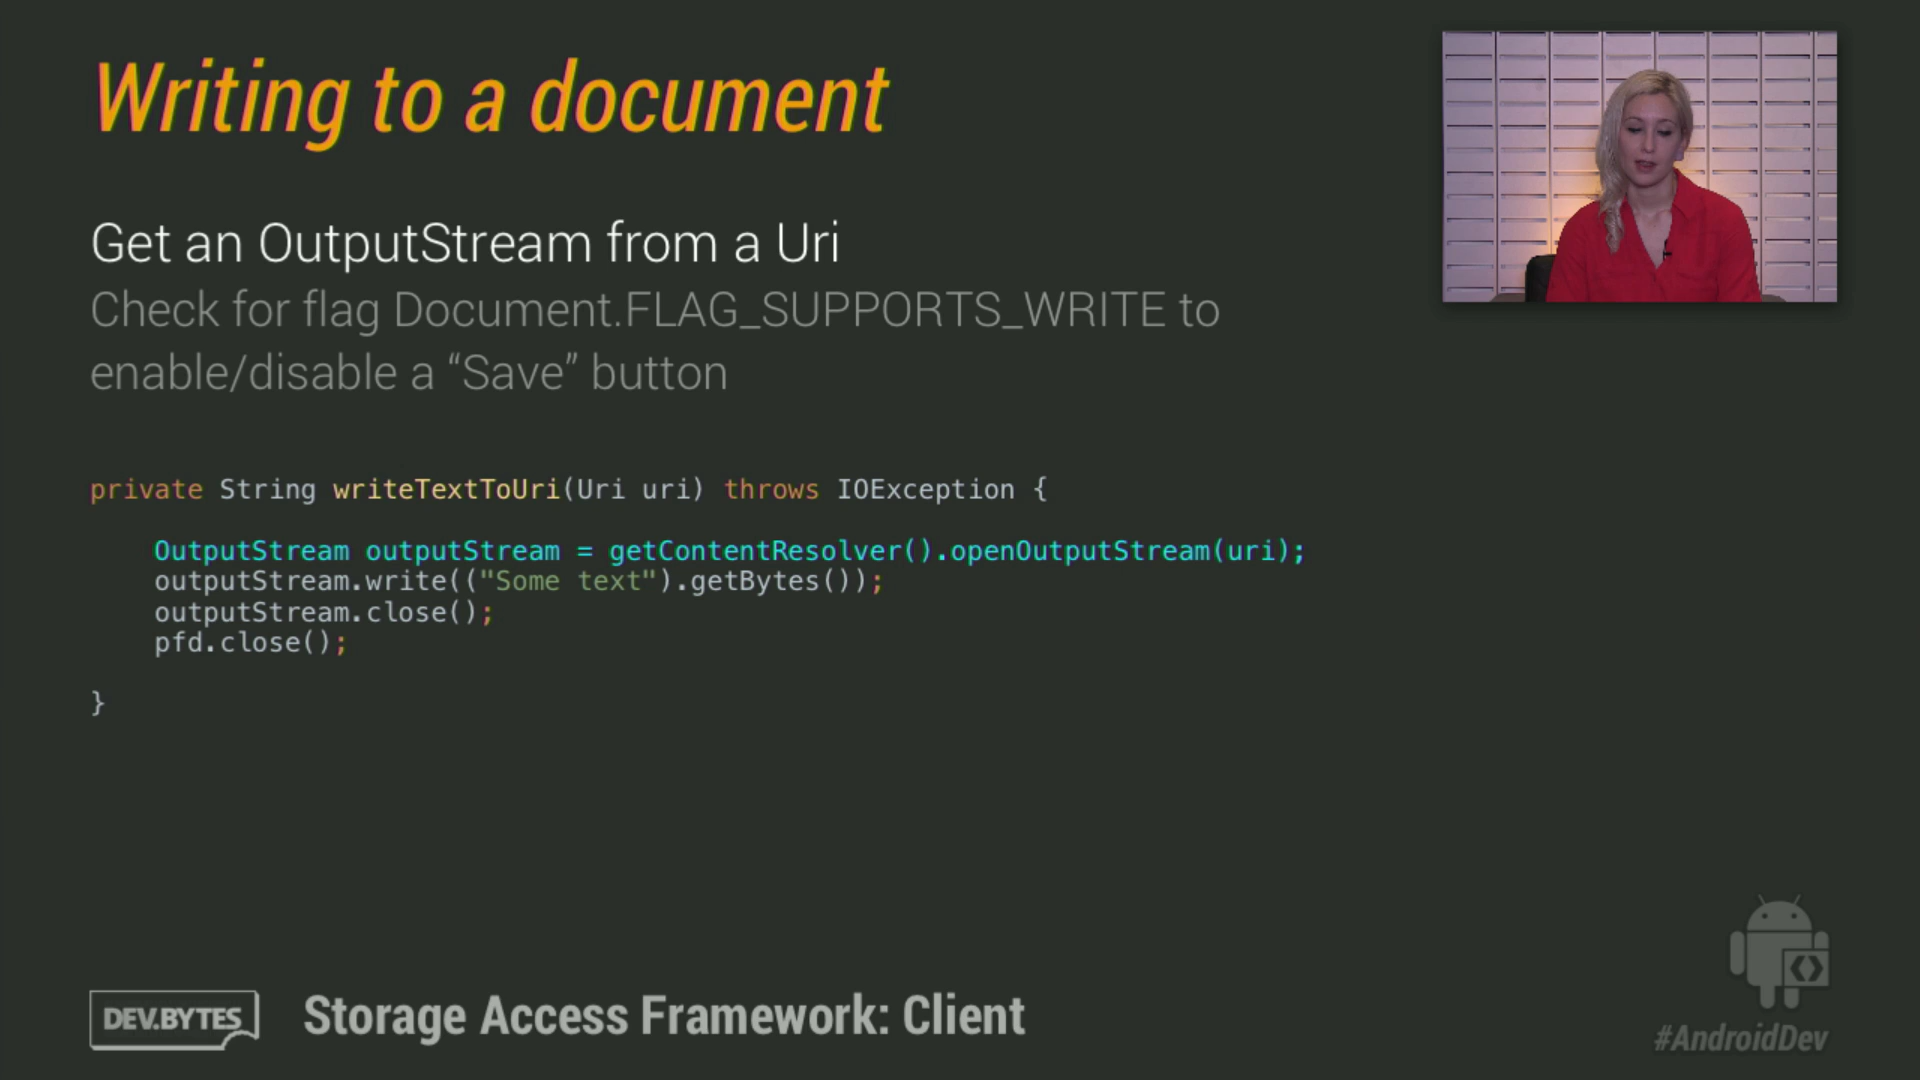 Writing to a document
Get an OutputStream from a Uri
Check for flag Document.FLAG_SUPPORTS_WRITE to
enable/disable a “Save” button
private String writeTextToUri(Uri uri) throws IOException {
OutputStream outputStream = getContentResolver().openOutputStream(uri);
outputStream.write(("Some text").getBytes());
outputStream.close();
pfd.close();
}
DEV.BYTES
Storage Access Framework: Client
#AndroidDev